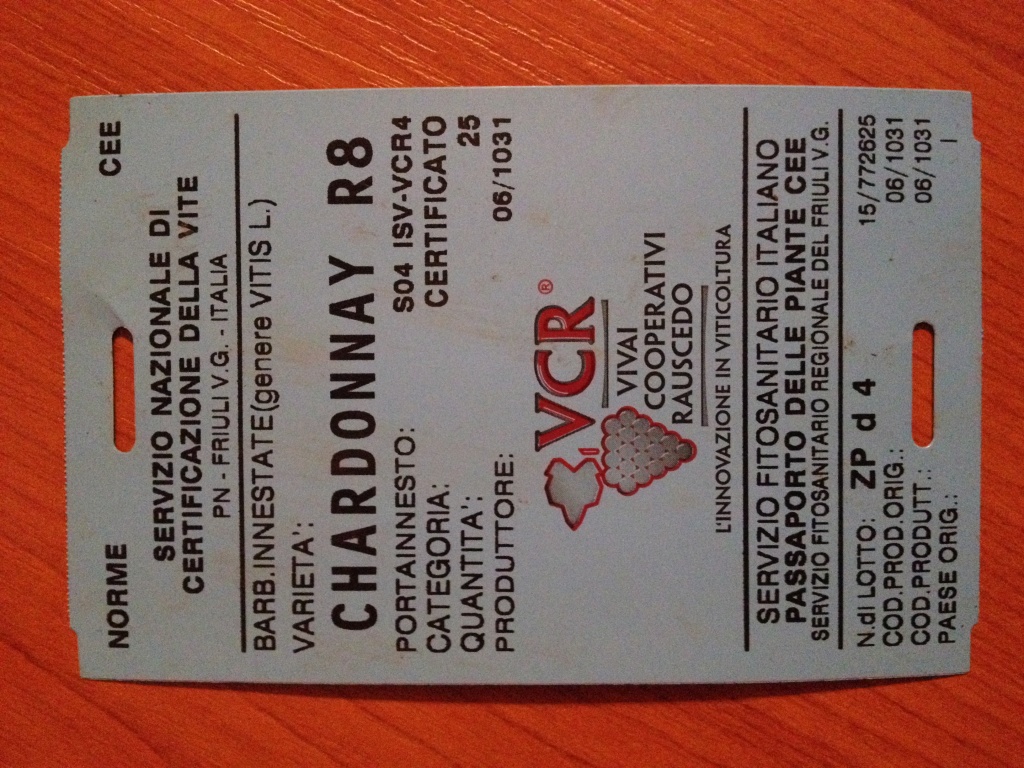 NORME CEE
SERVIZIO NAZIONALE DI
CERTIFICAZIONE DELLA VITE
PN - FRIULI V.G. - ITALIA
BARB.INNESTATE(genere VITIS L.)
VARIETA':
CHARDONNAY R8
PORTAINNESTO: S04 ISV-VCR4
CATEGORIA: CERTIFICATO
QUANTITA': 25
PRODUTTORE: 06/1031
VCR®
VIVAI
COOPERATIVI
RAUSCEDO
L'INNOVAZIONE IN VITICOLTURA
SERVIZIO FITOSANITARIO ITALIANO
PASSAPORTO DELLE PIANTE CEE
SERVIZIO FITOSANITARIO REGIONALE DEL FRIULI V.G.
N.di LOTTO: ZP d 4 15/772625
COD.PROD.ORIG.: 06/1031
COD.PRODUTT.: 06/1031
PAESE ORIG.: I